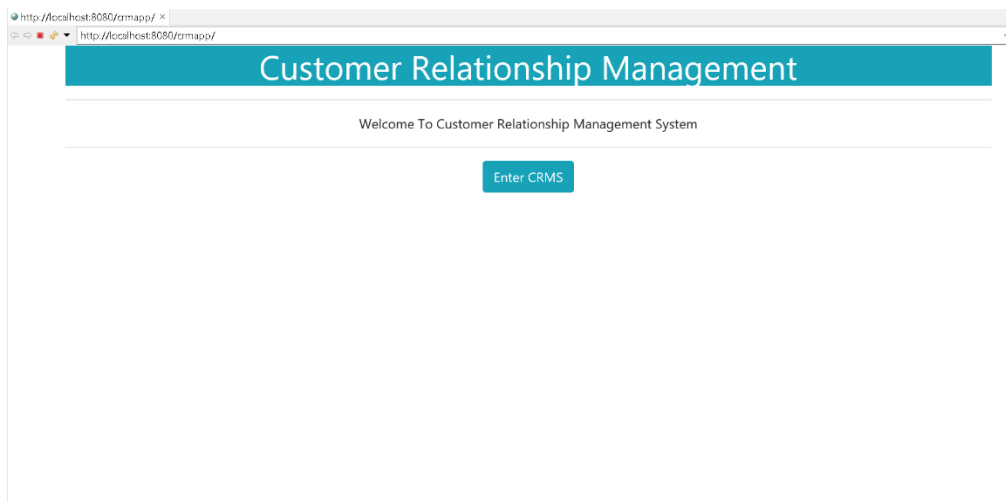 http://localhost:8080/crmapp/
http://localhost:8080/crmapp/
Customer Relationship Management
Welcome To Customer Relationship Management System
Enter CRMS